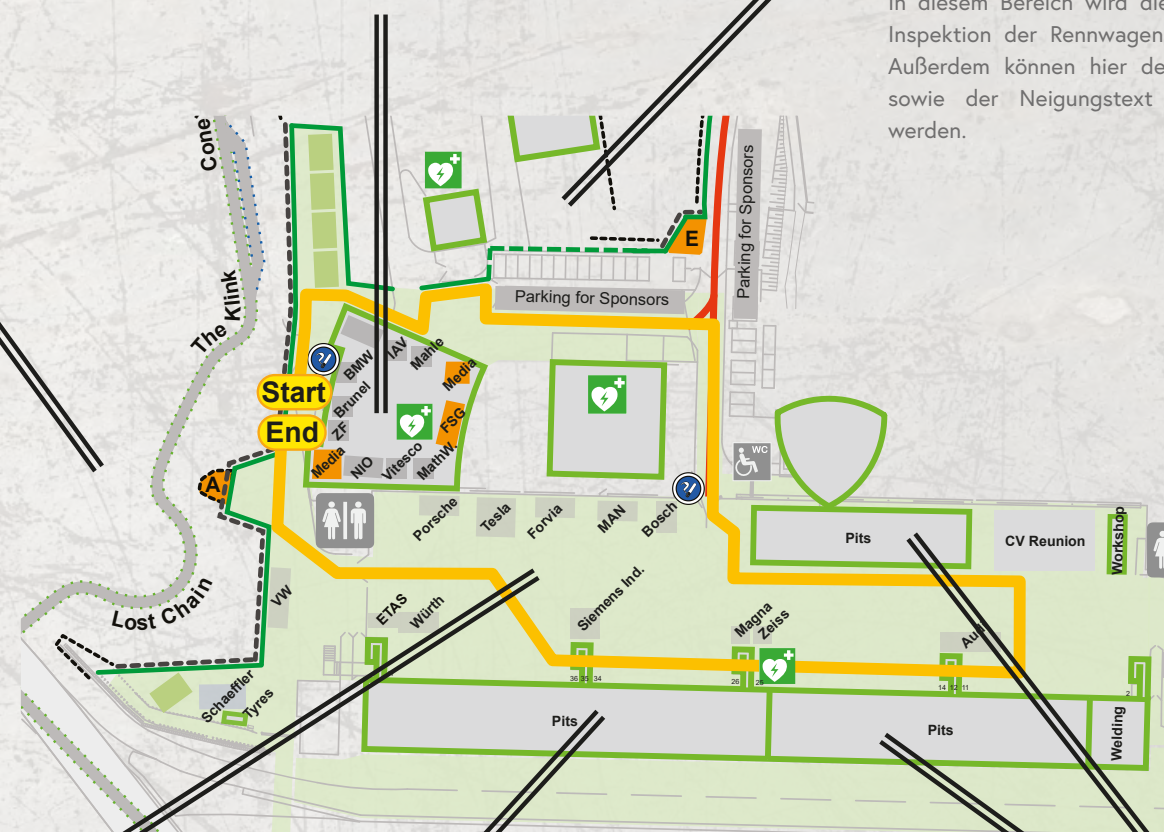 In diesem Bereich wird die
Inspektion der Rennwagen
Außerdem können hier de
sowie der Neigungstext
werden.
Cone
The Klink
Lost Chain
E
Parking for Sponsors
Parking for Sponsors
BMW
IAV
Mahle
Media
Brunel
FSG
ZF
Media
NIO
Vitesco
MathW.
Start
End
A
WC
Porsche
Tesla
Forvia
MAN
Bosch
Pits
CV Reunion
Workshop
VW
ETAS
Würth
Siemens Ind.
Magna
Zeiss
Audi
36 35 34
26 25
14 12 11
2
Schaeffler
Tyres
Pits
Pits
Welding